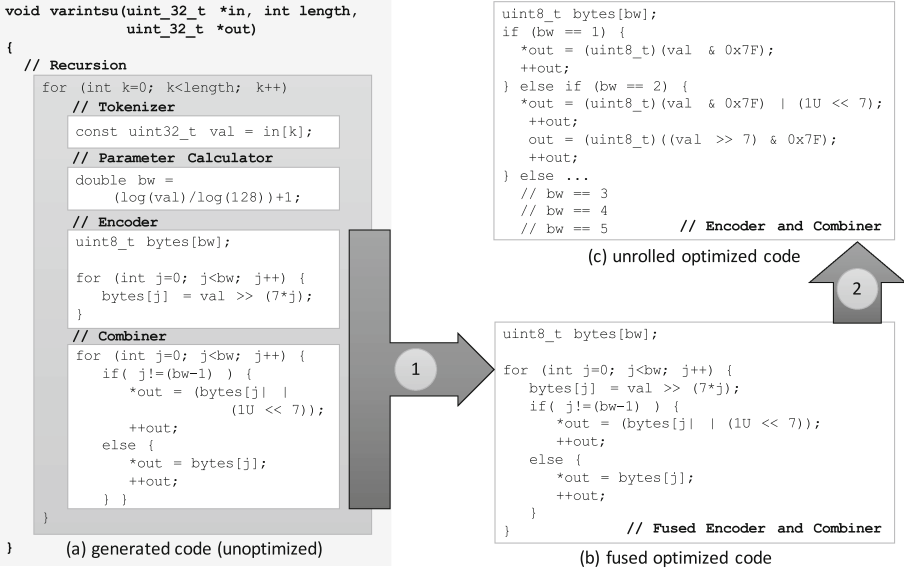 void varintsu(uint_32_t *in, int length,
uint_32_t *out)
{
// Recursion
for (int k=0; k<length; k++)
// Tokenizer
const uint32_t val = in[k];
// Parameter Calculator
double bw =
(log(val)/log(128))+1;
// Encoder
uint8_t bytes[bw];
for (int j=0; j<bw; j++) {
bytes[j] = val >> (7*j);
}
// Combiner
for (int j=0; j<bw; j++) {
if( j!=(bw-1) ) {
*out = (bytes[j| |
(1U << 7));
++out;
else {
*out = bytes[j];
++out;
} }
}
}
(a) generated code (unoptimized)
1
uint8_t bytes[bw];
if (bw == 1) {
*out = (uint8_t)(val & 0x7F);
++out;
} else if (bw == 2) {
*out = (uint8_t)(val & 0x7F) | (1U << 7);
++out;
out = (uint8_t)((val >> 7) & 0x7F);
++out;
} else ...
// bw == 3
// bw == 4
// bw == 5
// Encoder and Combiner
(c) unrolled optimized code
2
uint8_t bytes[bw];
for (int j=0; j<bw; j++) {
bytes[j] = val >> (7*j);
if( j!=(bw-1) ) {
*out = (bytes[j| | (1U << 7));
++out;
else {
*out = bytes[j];
++out;
}
}
// Fused Encoder and Combiner
(b) fused optimized code